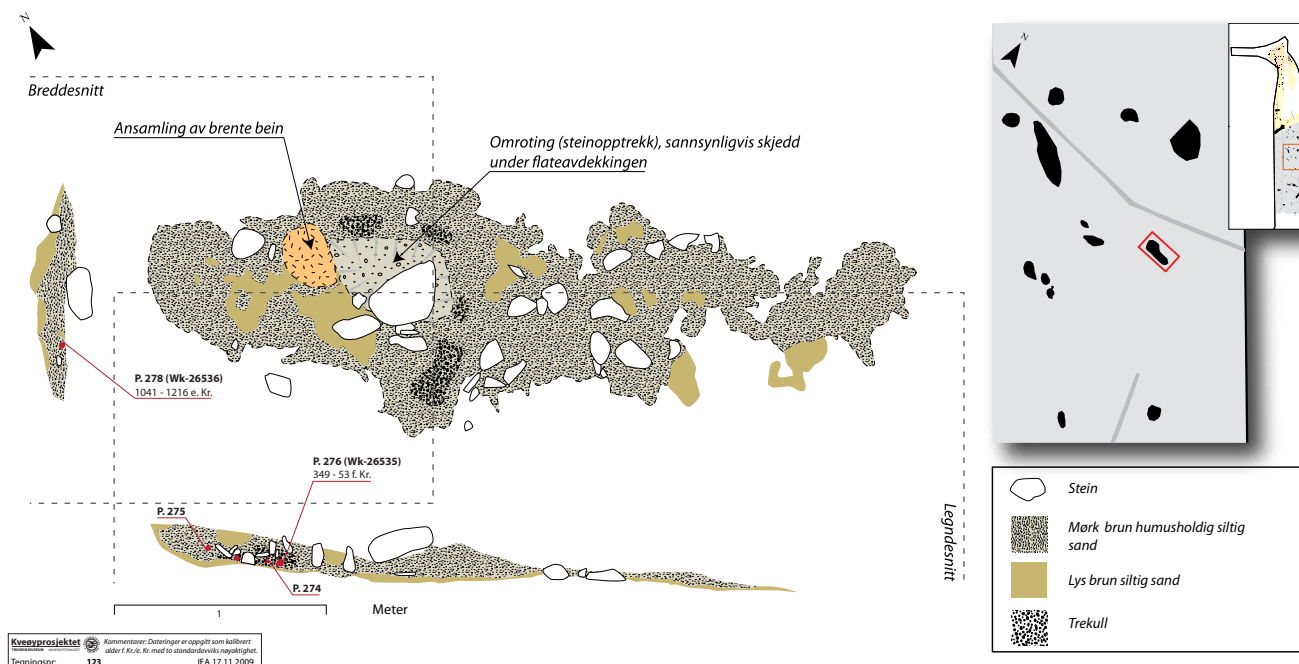 N
Breddesnitt
Ansamling av brente bein
Omroting (steinopptrekk), sannsynligvis skjedd
under flateavdekkingen
P. 278 (Wk-26536)
1041 - 1216 e. Kr.
P. 276 (Wk-26535)
349 - 53 f. Kr.
P. 275
P. 274
Legndesnitt
1
Meter
Kveøyprosjektet
TROMSØ MUSEUM
Kommentarer: Dateringer er oppgitt som kalibrert
alder f. Kr./e. Kr. med to standardavviks nøyaktighet.
Tegningsnr: 123 JEA 17.11.2009
N
Stein
Mørk brun humusholdig siltig
sand
Lys brun siltig sand
Trekull